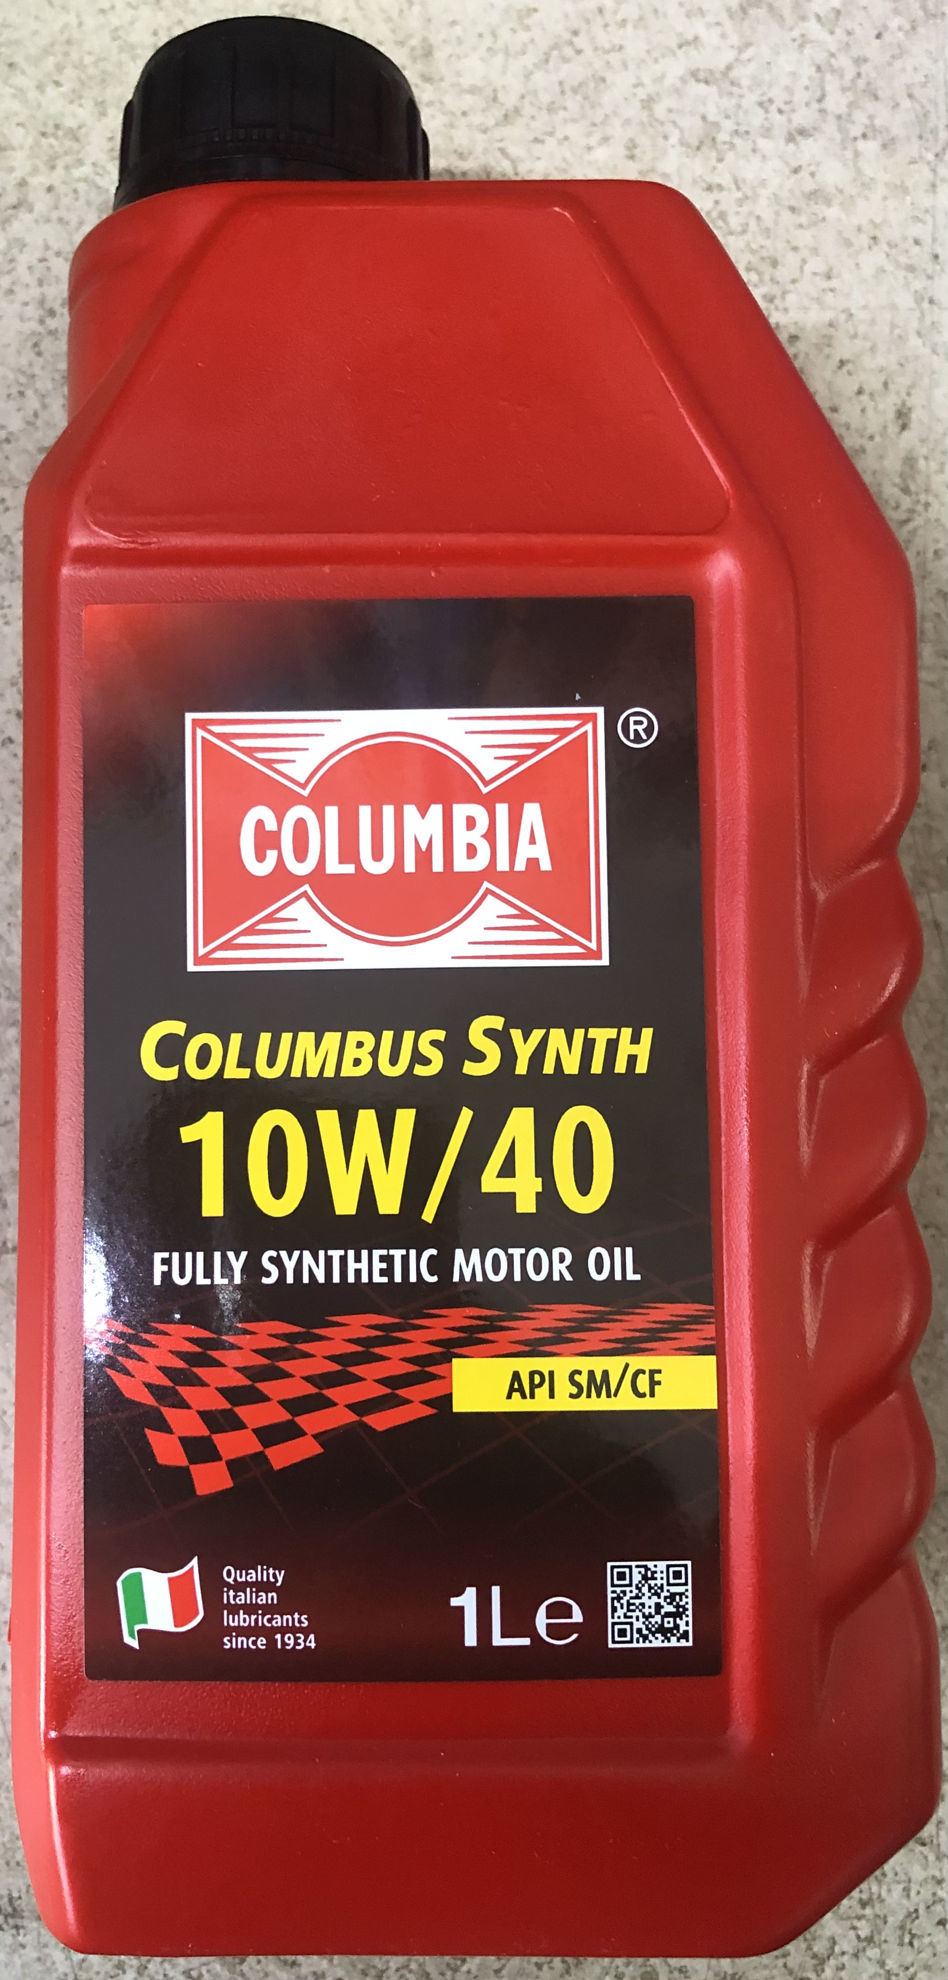 COLUMBIA ®
COLUMBUS SYNTH
10W/40
FULLY SYNTHETIC MOTOR OIL
API SM/CF
Quality
italian
lubricants
since 1934
1Le